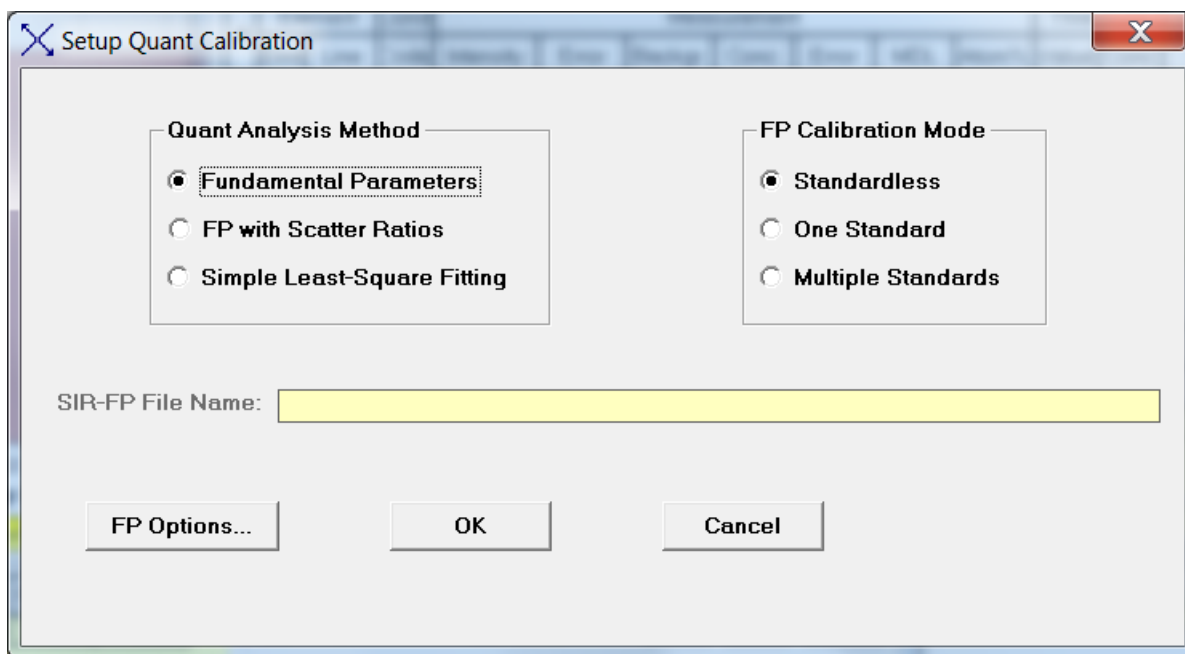 Setup Quant Calibration
Quant Analysis Method
Fundamental Parameters
FP with Scatter Ratios
Simple Least-Square Fitting
FP Calibration Mode
Standardless
One Standard
Multiple Standards
SIR-FP File Name:
FP Options...
OK
Cancel